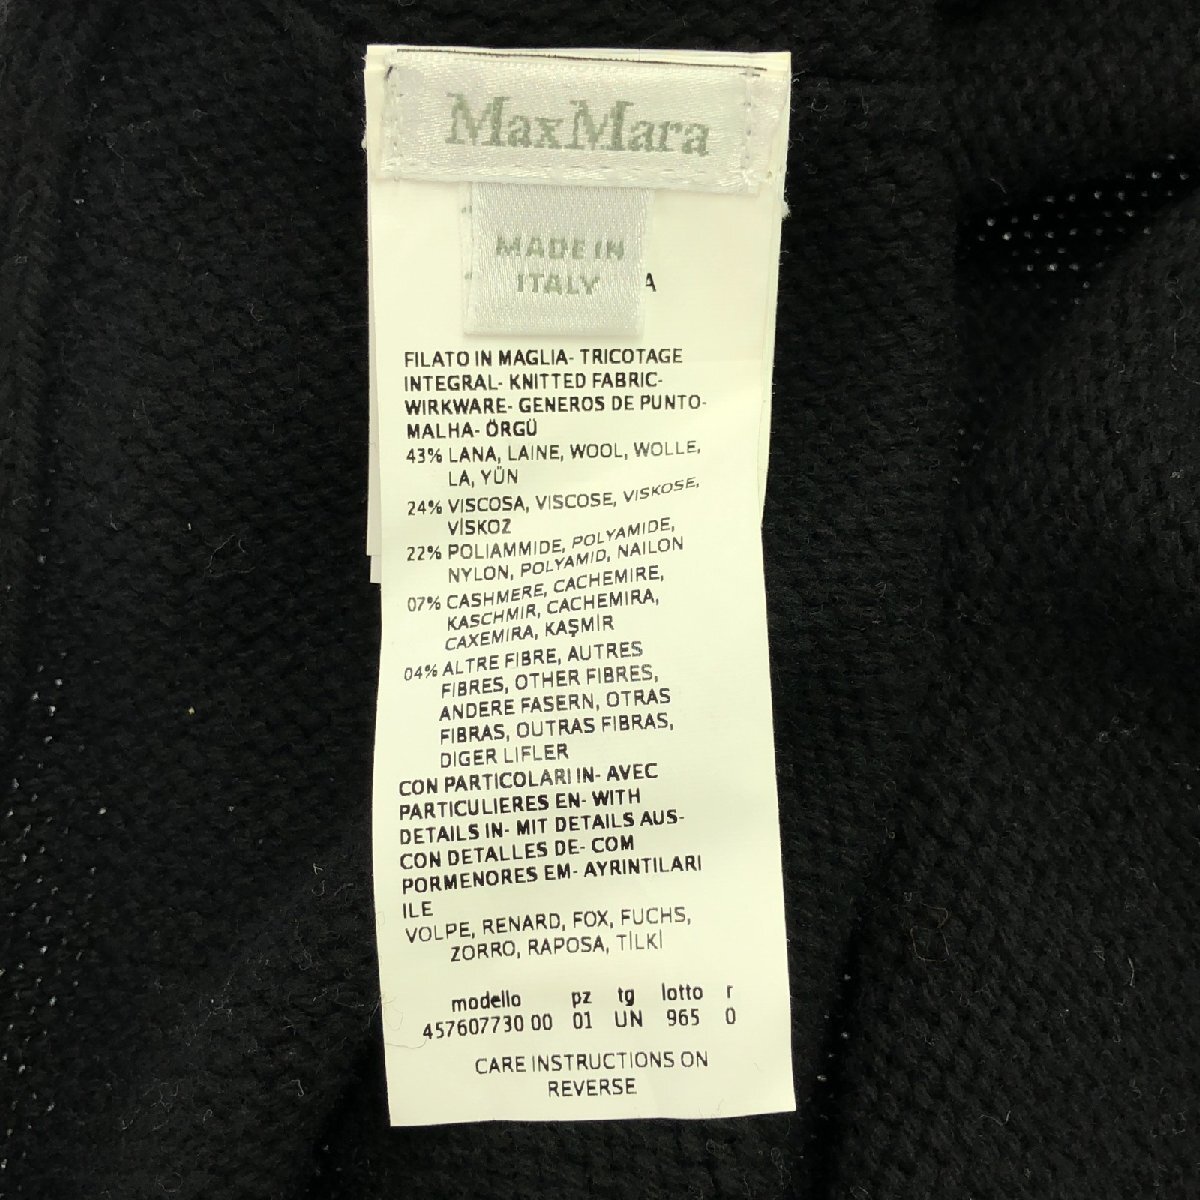 MaxMara
MADE IN
ITALY
A
FILATO IN MAGLIA- TRICOTAGE
INTEGRAL- KNITTED FABRIC-
WIRKWARE- GENEROS DE PUNTO-
MALHA- ÖRGÜ
43% LANA, LAINE, WOOL, WOLLE,
LA, YÜN
24% VISCOSA, VISCOSE, VISKOSE,
VİSKOZ
22% POLIAMMIDE, POLYAMIDE,
NYLON, POLYAMID, NAILON
07% CASHMERE, CACHEMIRE,
KASCHMIR, CACHEMIRA,
CAXEMIRA, KAŞMİR
04% ALTRE FIBRE, AUTRES
FIBRES, OTHER FIBRES,
ANDERE FASERN, OTRAS
FIBRAS, OUTRAS FIBRAS,
DIGER LIFLER
CON PARTICOLARI IN- AVEC
PARTICULIERES EN- WITH
DETAILS IN- MIT DETAILS AUS-
CON DETALLES DE- COM
PORMENORES EM- AYRINTILARI
ILE
VOLPE, RENARD, FOX, FUCHS,
ZORRO, RAPOSA, TİLKİ
modello pz tg lotto r
457607730 00 01 UN 965 0
CARE INSTRUCTIONS ON
REVERSE